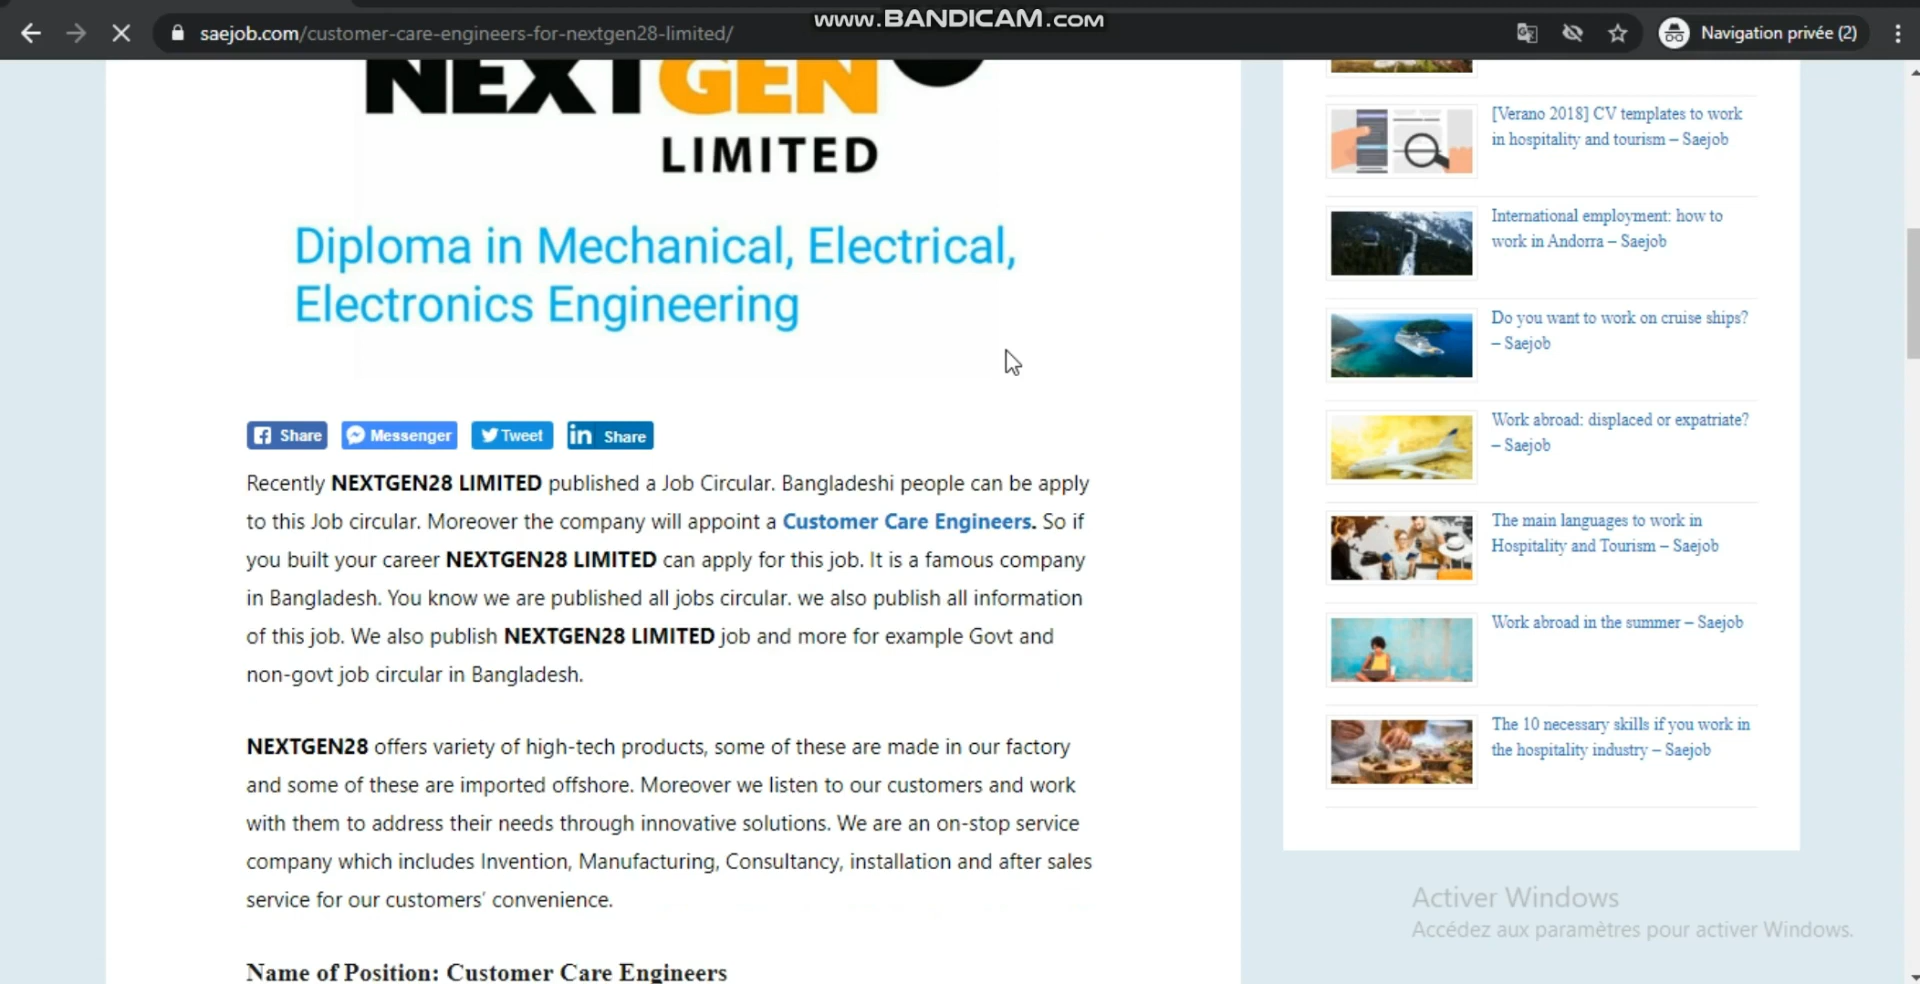 www.BANDICAM.com
saejob.com/customer-care-engineers-for-nextgen28-limited/
Navigation privée (2)
NEXTGEN
LIMITED
Diploma in Mechanical, Electrical,
Electronics Engineering
Share
Messenger
Tweet
in Share
Recently NEXTGEN28 LIMITED published a Job Circular. Bangladeshi people can be apply
to this Job circular. Moreover the company will appoint a Customer Care Engineers. So if
you built your career NEXTGEN28 LIMITED can apply for this job. It is a famous company
in Bangladesh. You know we are published all jobs circular. we also publish all information
of this job. We also publish NEXTGEN28 LIMITED job and more for example Govt and
non-govt job circular in Bangladesh.
NEXTGEN28 offers variety of high-tech products, some of these are made in our factory
and some of these are imported offshore. Moreover we listen to our customers and work
with them to address their needs through innovative solutions. We are an on-stop service
company which includes Invention, Manufacturing, Consultancy, installation and after sales
service for our customers’ convenience.
Name of Position: Customer Care Engineers
[Verano 2018] CV templates to work
in hospitality and tourism – Saejob
International employment: how to
work in Andorra – Saejob
Do you want to work on cruise ships?
– Saejob
Work abroad: displaced or expatriate?
– Saejob
The main languages to work in
Hospitality and Tourism – Saejob
Work abroad in the summer – Saejob
The 10 necessary skills if you work in
the hospitality industry – Saejob
Activer Windows
Accédez aux paramètres pour activer Windows.